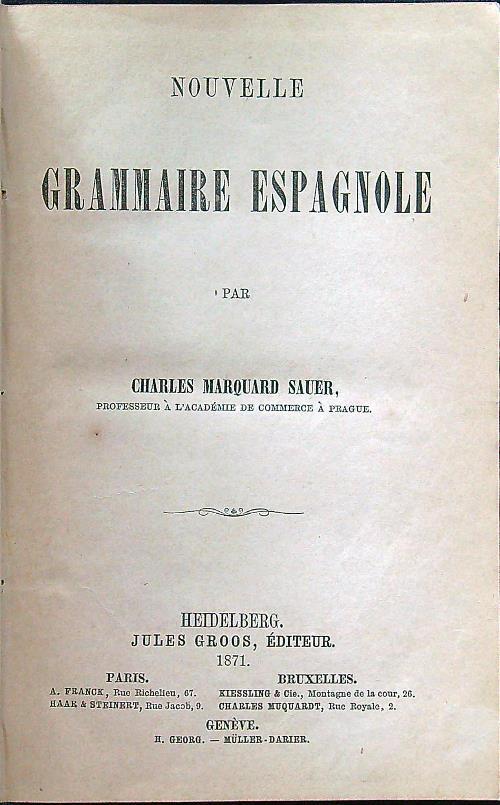 NOUVELLE
GRAMMAIRE ESPAGNOLE
PAR
CHARLES MARQUARD SAUER,
PROFESSEUR À L'ACADÉMIE DE COMMERCE À PRAGUE.
HEIDELBERG.
JULES GROOS, ÉDITEUR.
1871.
PARIS.
A. FRANCK, Rue Richelieu, 67.
HAAR & STEINERT, Rue Jacob, 9.
BRUXELLES.
KIESSLING & Cie., Montagne de la cour, 26.
CHARLES MUQUARDT, Rue Royale, 2.
GENÈVE.
H. GEORG. — MÜLLER-DARIER.